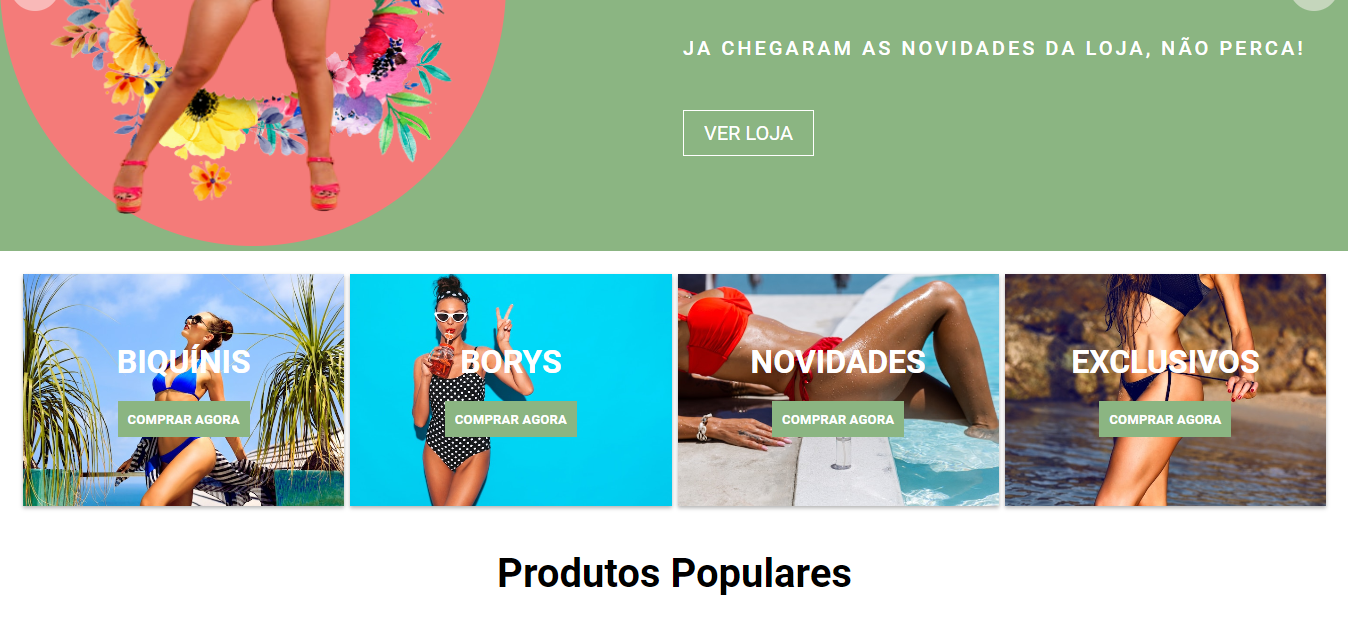 JA CHEGARAM AS NOVIDADES DA LOJA, NÃO PERCA!
VER LOJA
BIQUÍNIS
BORYS
NOVIDADES
EXCLUSIVOS
COMPRAR AGORA
COMPRAR AGORA
COMPRAR AGORA
COMPRAR AGORA
Produtos Populares